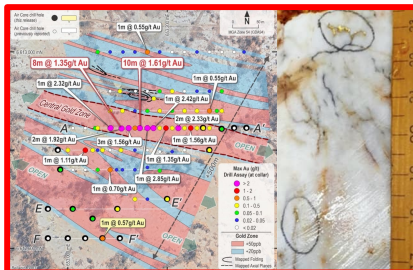 Air Core drill hole
(This release)
Air Core drill hole
(previously reported)
N
MGA Zone 54 (GDA94)
1m @ 0.55g/t Au
8m @ 1.35g/t Au
10m @ 1.61g/t Au
1m @ 2.32g/t Au
1m @ 0.55g/t Au
1m @ 2.42g/t Au
Central Gold Zone
2m @ 2.33g/t Au
A
A'
2m @ 1.92g/t Au
3m @ 1.56g/t Au
1m @ 1.56g/t Au
OPEN
1m @ 1.11g/t Au
1m @ 1.35g/t Au
OPEN
1m @ 0.70g/t Au
1m @ 2.85g/t Au
E
E'
1m @ 0.57g/t Au
F
F'
Max Au (g/t)
Drill Assay (at collar)
> 2
1 - 2
0.5 - 1
0.1 - 0.5
0.05 - 0.1
0.02 - 0.05
< 0.02
Gold Zone
>50ppb
>20ppb
Mapped Folding
Mapped Axial Planes